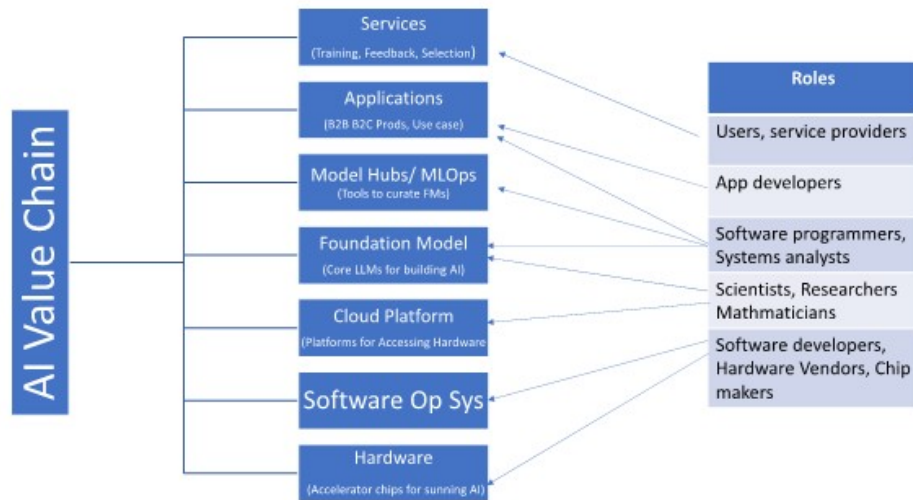 AI Value Chain
Services
(Training, Feedback, Selection)
Applications
(B2B B2C Prods, Use case)
Model Hubs/ MLOps
(Tools to curate FMs)
Foundation Model
(Core LLMs for building AI)
Cloud Platform
(Platforms for Accessing Hardware
Software Op Sys
Hardware
(Accelerator chips for sunning AI)
Roles
Users, service providers
App developers
Software programmers,
Systems analysts
Scientists, Researchers
Mathmaticians
Software developers,
Hardware Vendors, Chip
makers